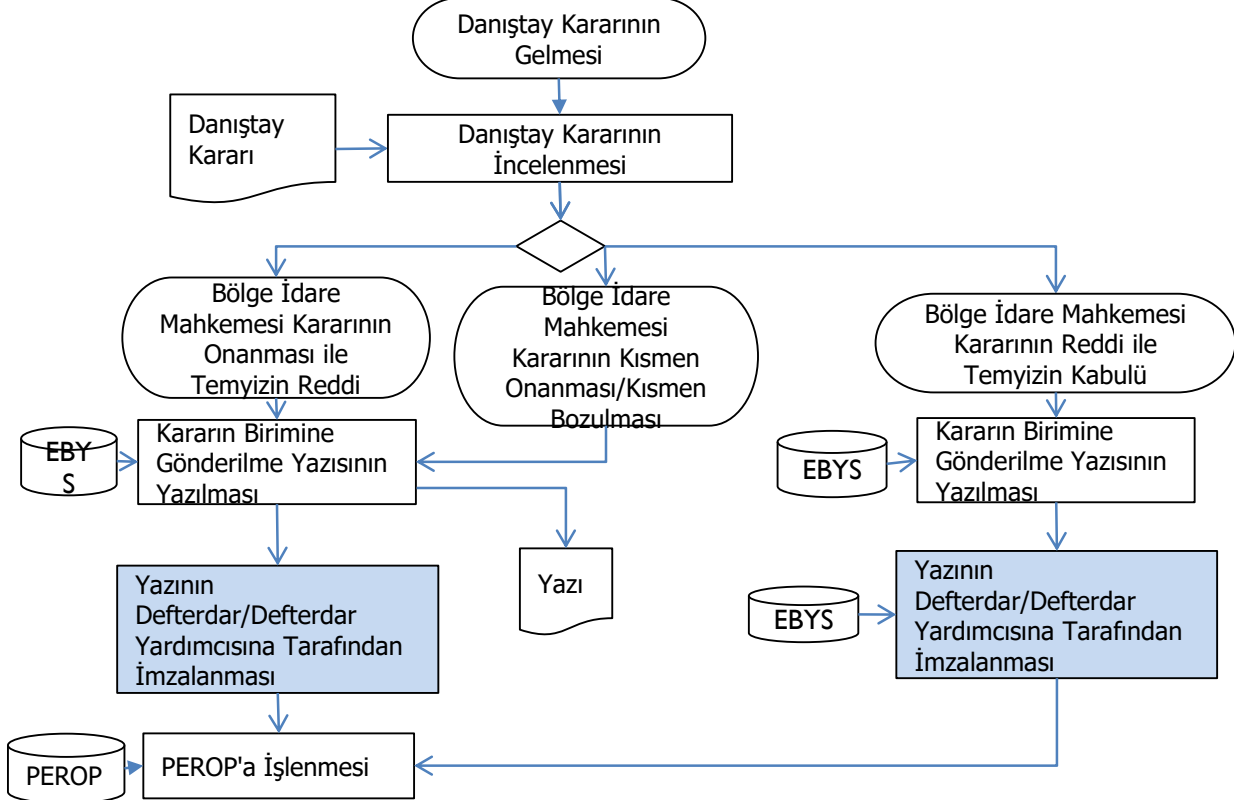 Danıştay Kararının
Gelmesi
Danıştay
Kararı
Danıştay Kararının
İncelenmesi
Bölge İdare
Mahkemesi Kararının
Onanması ile
Temyizin Reddi
Bölge İdare
Mahkemesi
Kararının Kısmen
Onanması/Kısmen
Bozulması
Bölge İdare Mahkemesi
Kararının Reddi ile
Temyizin Kabulü
EBY
S
Kararın Birimine
Gönderilme Yazısının
Yazılması
EBYS
Kararın Birimine
Gönderilme Yazısının
Yazılması
Yazının
Defterdar/Defterdar
Yardımcısına Tarafından
İmzalanması
Yazı
EBYS
Yazının
Defterdar/Defterdar
Yardımcısına Tarafından
İmzalanması
PEROP
PEROP'a İşlenmesi